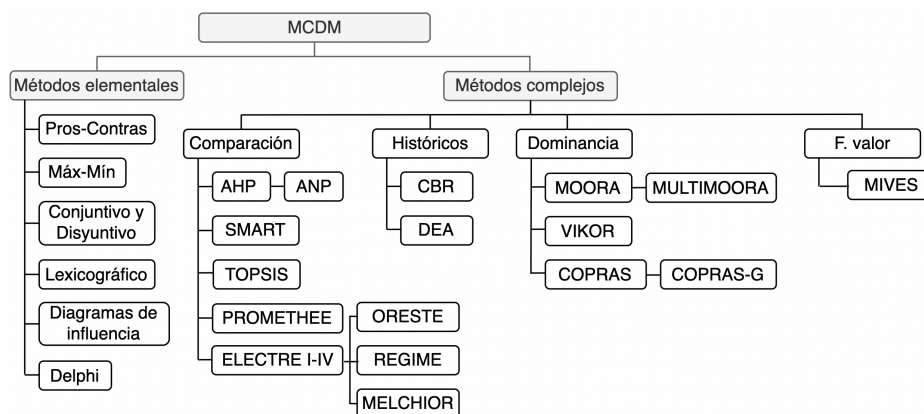 MCDM
Métodos elementales
Métodos complejos
Pros-Contras
Máx-Mín
Conjuntivo y
Disyuntivo
Lexicográfico
Diagramas de
influencia
Delphi
Comparación
AHP
ANP
SMART
TOPSIS
PROMETHEE
ELECTRE I-IV
ORESTE
REGIME
MELCHIOR
Históricos
CBR
DEA
Dominancia
MOORA
MULTIMOORA
VIKOR
COPRAS
COPRAS-G
F. valor
MIVES